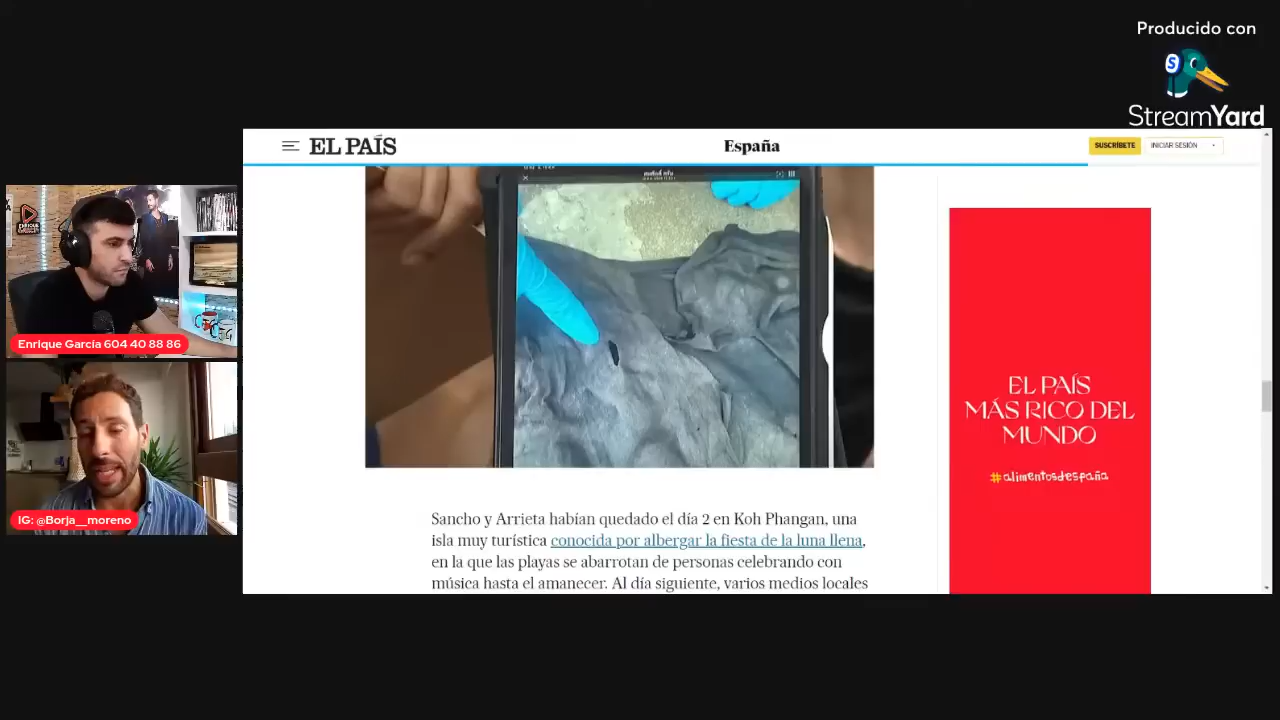 Producido con
StreamYard
EL PAÍS
España
SUSCRÍBETE
INICIAR SESIÓN
EL PAÍS
MÁS RICO DEL
MUNDO
#alimentosdespaña
Enrique García 604 40 88 86
IG: @Borja__moreno
Sancho y Arrieta habían quedado el día 2 en Koh Phangan, una
isla muy turística conocida por albergar la fiesta de la luna llena,
en la que las playas se abarrotan de personas celebrando con
música hasta el amanecer. Al día siguiente, varios medios locales